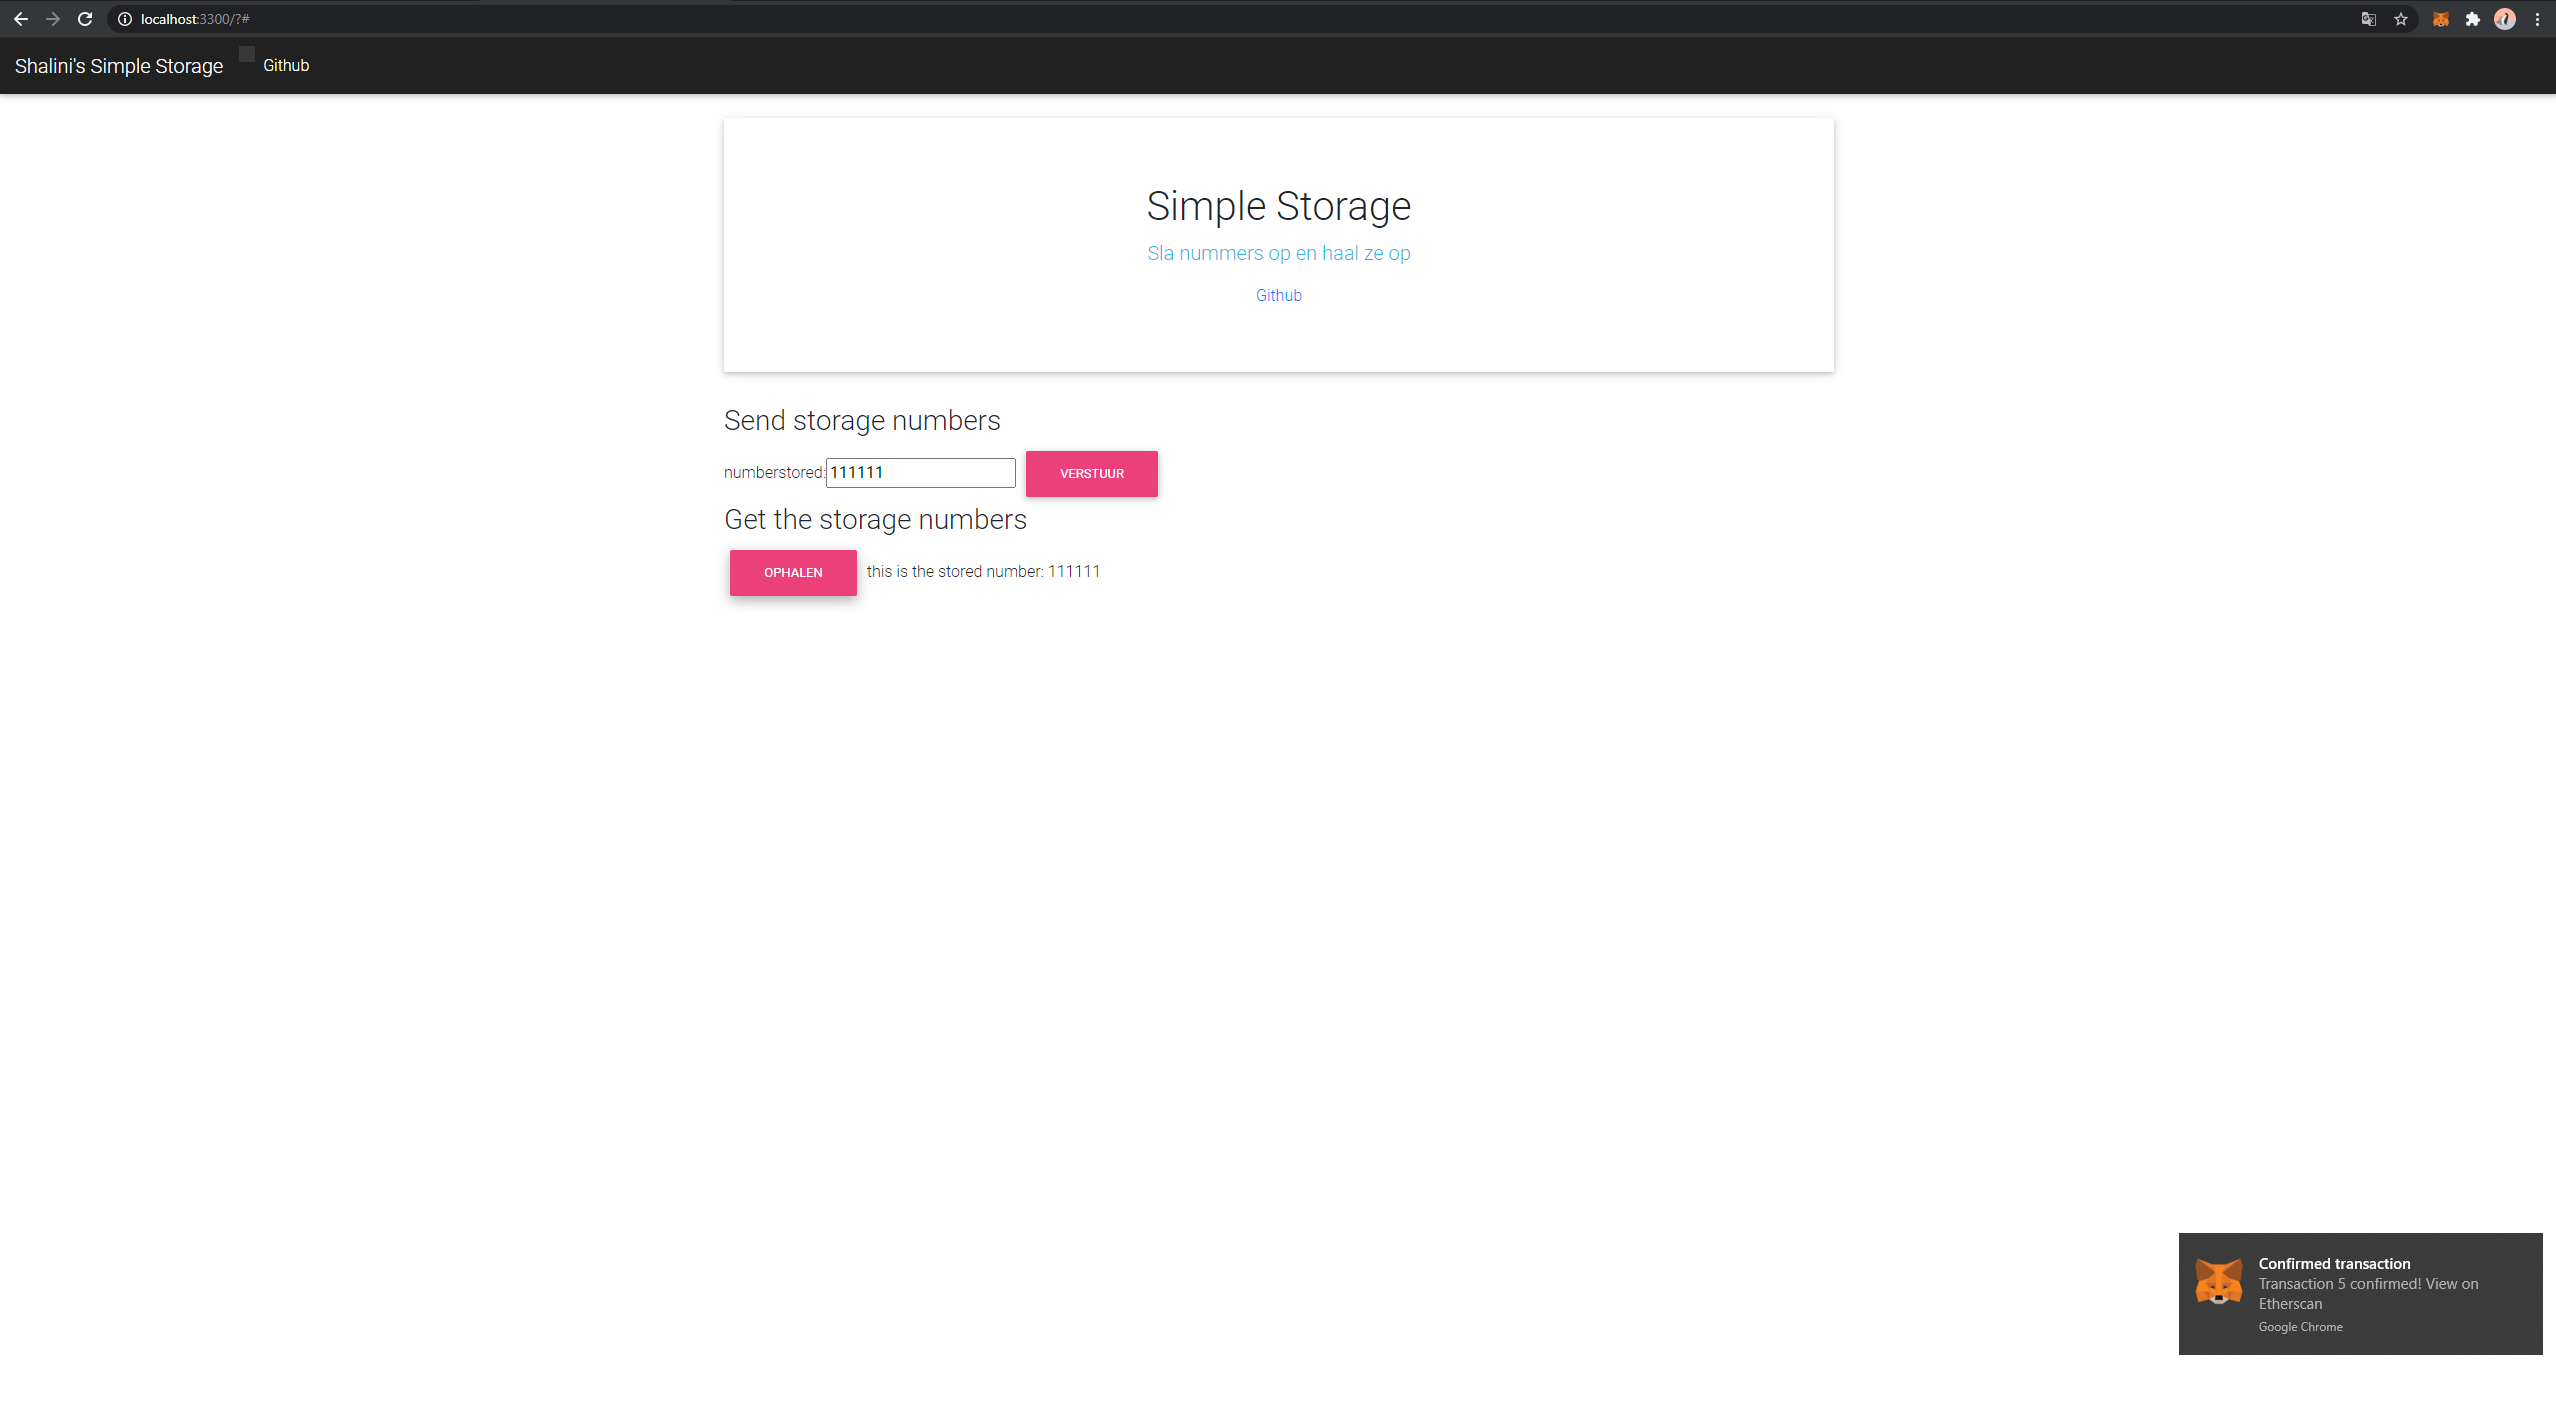 localhost:3300/?#
Shalini's Simple Storage Github
Simple Storage
Sla nummers op en haal ze op
Github
Send storage numbers
numberstored: 111111 VERSTUUR
Get the storage numbers
OPHALEN this is the stored number: 111111
Confirmed transaction
Transaction 5 confirmed! View on
Etherscan
Google Chrome